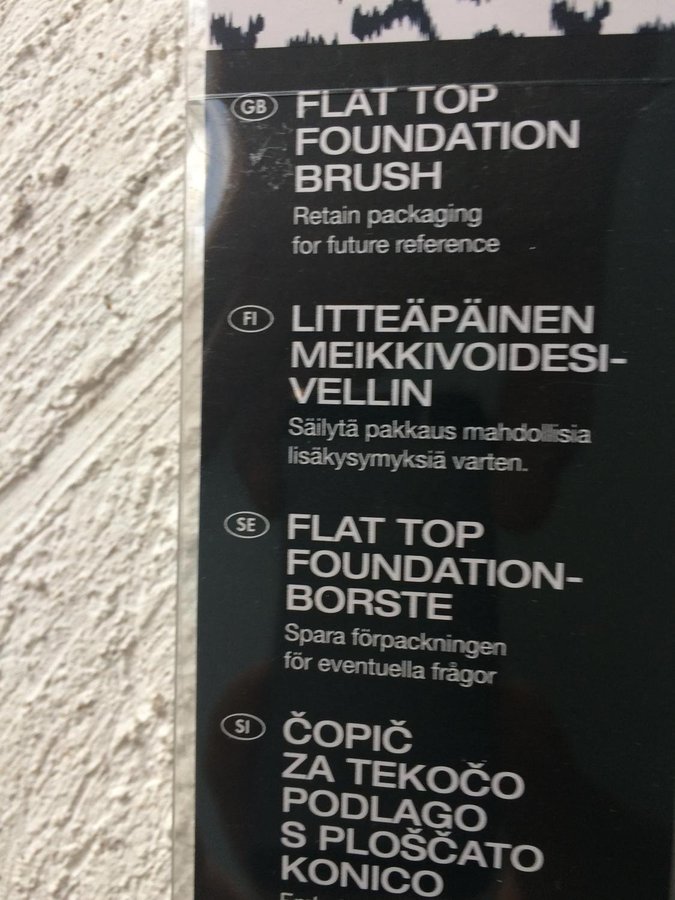 GB FLAT TOP
FOUNDATION
BRUSH
Retain packaging
for future reference
FI LITTEÄPÄINEN
MEIKKIVOIDESI-
VELLIN
Säilytä pakkaus mahdollisia
lisäkysymyksiä varten.
SE FLAT TOP
FOUNDATION-
BORSTE
Spara förpackningen
för eventuella frågor
SI ČOPIČ
ZA TEKOČO
PODLAGO
S PLOŠČATO
KONICO